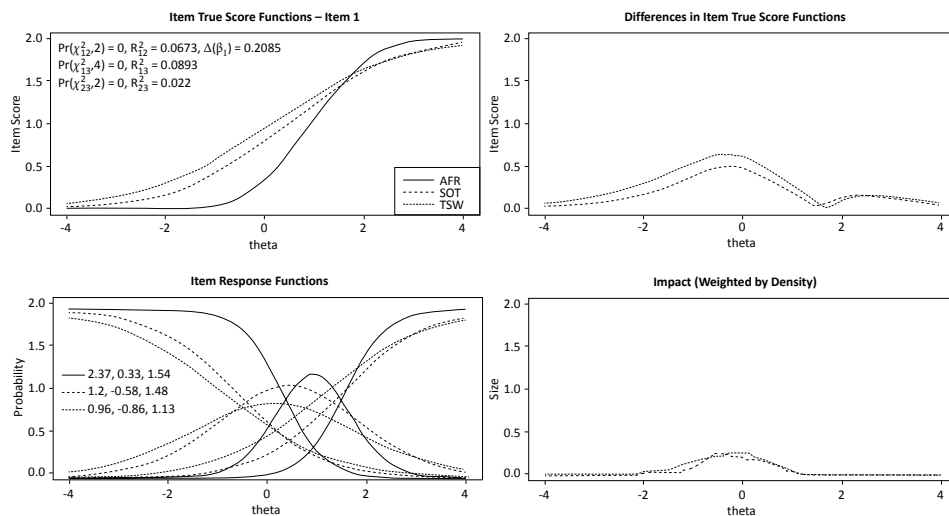 Item True Score Functions – Item 1
Pr(χ²₁₂,2) = 0, R²₁₂ = 0.0673, Δ(β₁) = 0.2085
Pr(χ²₁₃,4) = 0, R²₁₃ = 0.0893
Pr(χ²₂₃,2) = 0, R²₂₃ = 0.022
Item Score
2.0
1.5
1.0
0.5
0.0
AFR
SOT
TSW
-4 -2 0 2 4
theta
Differences in Item True Score Functions
Item Score
2.0
1.5
1.0
0.5
0.0
-4 -2 0 2 4
theta
Item Response Functions
Probability
2.0
1.5
1.0
0.5
0.0
2.37, 0.33, 1.54
1.2, -0.58, 1.48
0.96, -0.86, 1.13
-4 -2 0 2 4
theta
Impact (Weighted by Density)
Size
2.0
1.5
1.0
0.5
0.0
-4 -2 0 2 4
theta